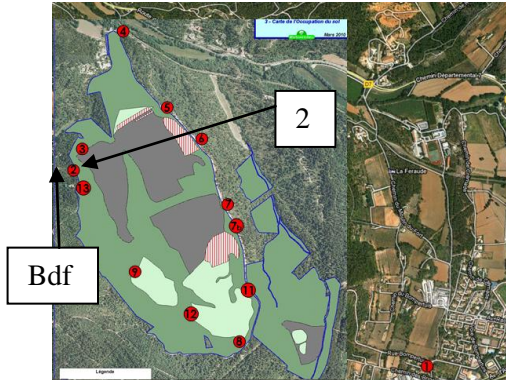 3 - Carte de l'Occupation du sol
Mars 2010
4
Chemin Départemental 7
5
2
6
3
La Feraude
2
13
7
7b
Bdf
9
11
12
8
1
Légende